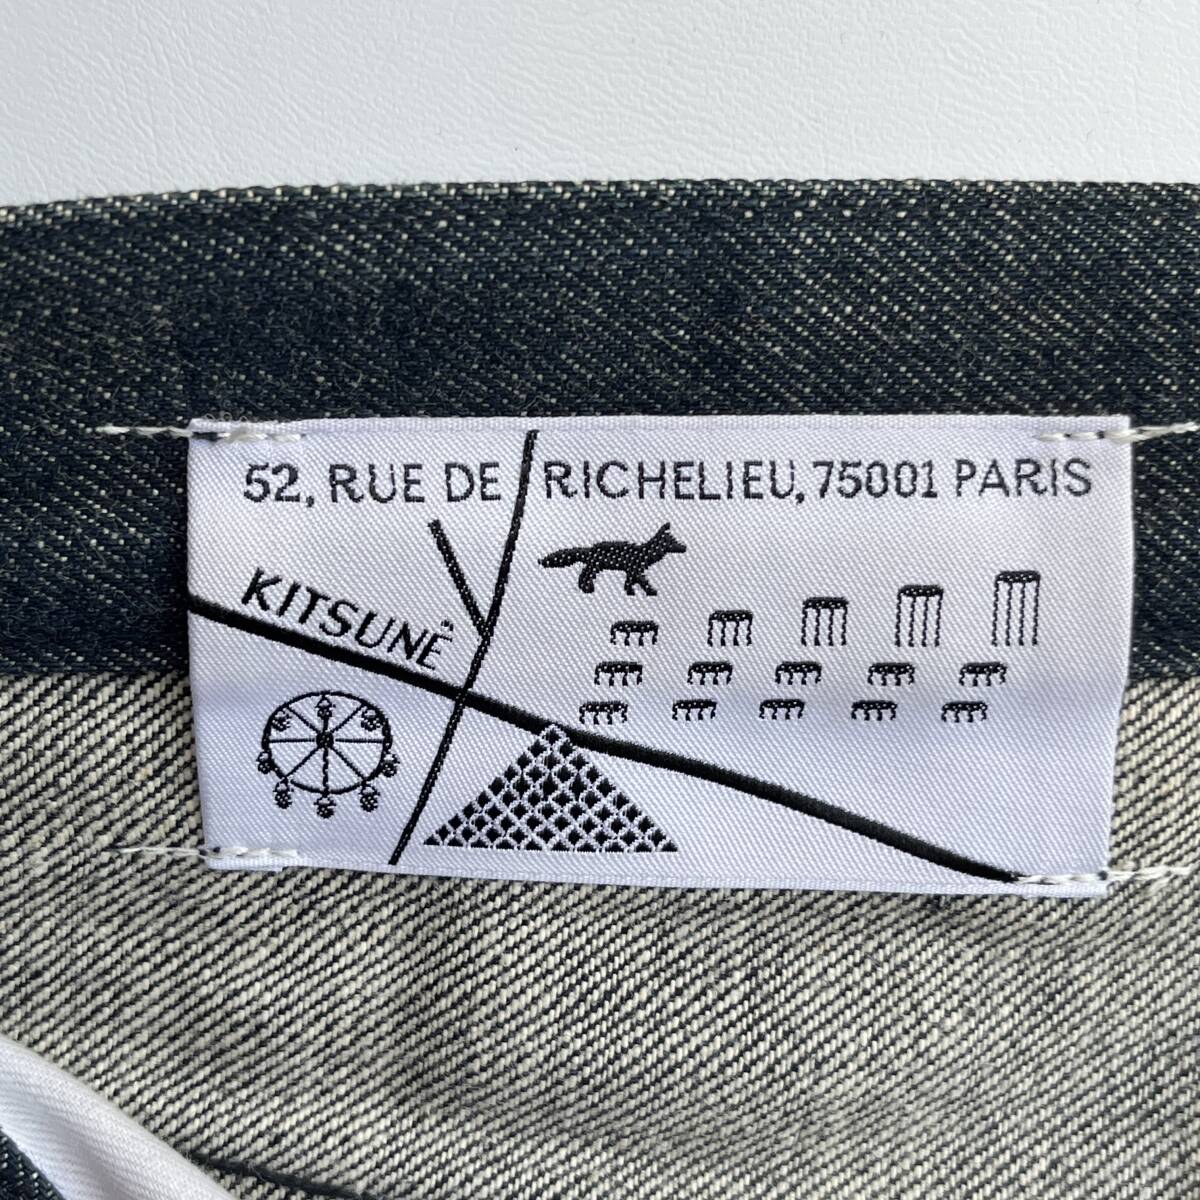 52, RUE DE RICHELIEU, 75001 PARIS
KITSUNÉ